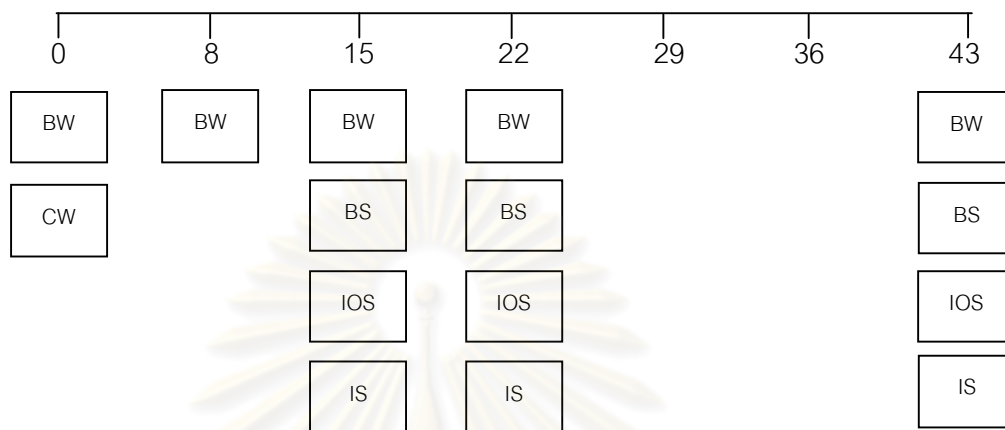 0 8 15 22 29 36 43
BW BW BW BW BW
CW BS BS BS
IOS IOS IOS
IS IS IS